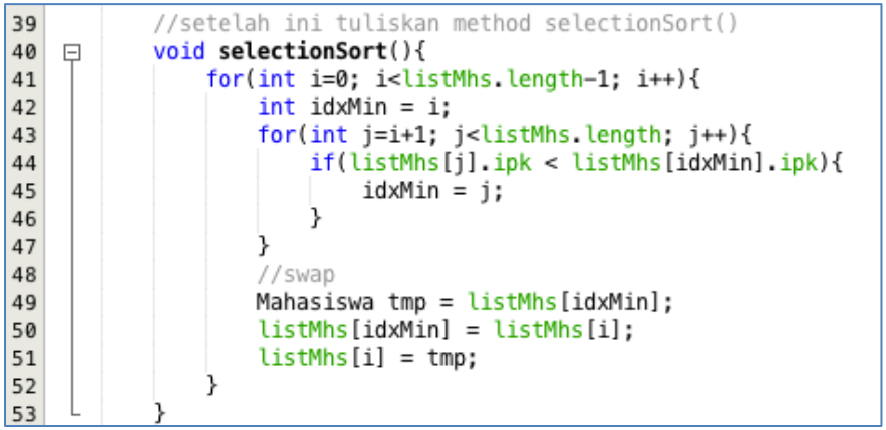 39 //setelah ini tuliskan method selectionSort()
40 void selectionSort(){
41 for(int i=0; i<listMhs.length-1; i++){
42 int idxMin = i;
43 for(int j=i+1; j<listMhs.length; j++){
44 if(listMhs[j].ipk < listMhs[idxMin].ipk){
45 idxMin = j;
46 }
47 }
48 //swap
49 Mahasiswa tmp = listMhs[idxMin];
50 listMhs[idxMin] = listMhs[i];
51 listMhs[i] = tmp;
52 }
53 }